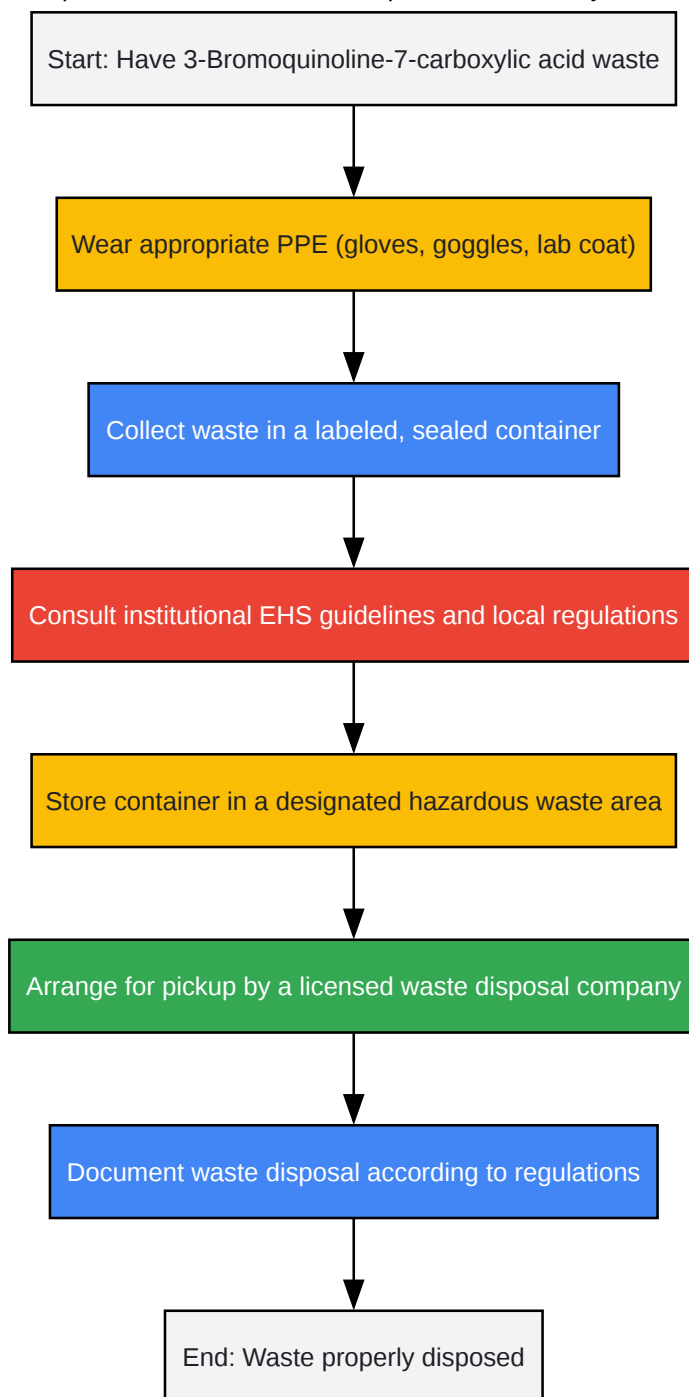 Start: Have 3-Bromoquinoline-7-carboxylic acid waste
Wear appropriate PPE (gloves, goggles, lab coat)
Collect waste in a labeled, sealed container
Consult institutional EHS guidelines and local regulations
Store container in a designated hazardous waste area
Arrange for pickup by a licensed waste disposal company
Document waste disposal according to regulations
End: Waste properly disposed